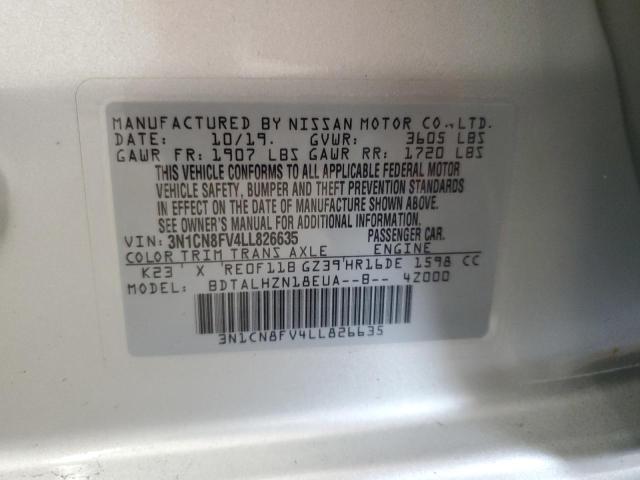 MANUFACTURED BY NISSAN MOTOR CO.,LTD.
DATE: 10/19. GVWR: 3605 LBS
GAWR FR: 1907 LBS GAWR RR: 1720 LBS
THIS VEHICLE CONFORMS TO ALL APPLICABLE FEDERAL MOTOR
VEHICLE SAFETY, BUMPER AND THEFT PREVENTION STANDARDS
IN EFFECT ON THE DATE OF MANUFACTURE SHOWN ABOVE.
SEE OWNER'S MANUAL FOR ADDITIONAL INFORMATION.
VIN: 3N1CN8FV4LL826635 PASSENGER CAR.
COLOR TRIM TRANS AXLE ENGINE
K23 X RE0F11B GZ39 HR16DE 1598 CC
MODEL: BDTALHZN18EUA--B-- 4Z000
3N1CN8FV4LL826635